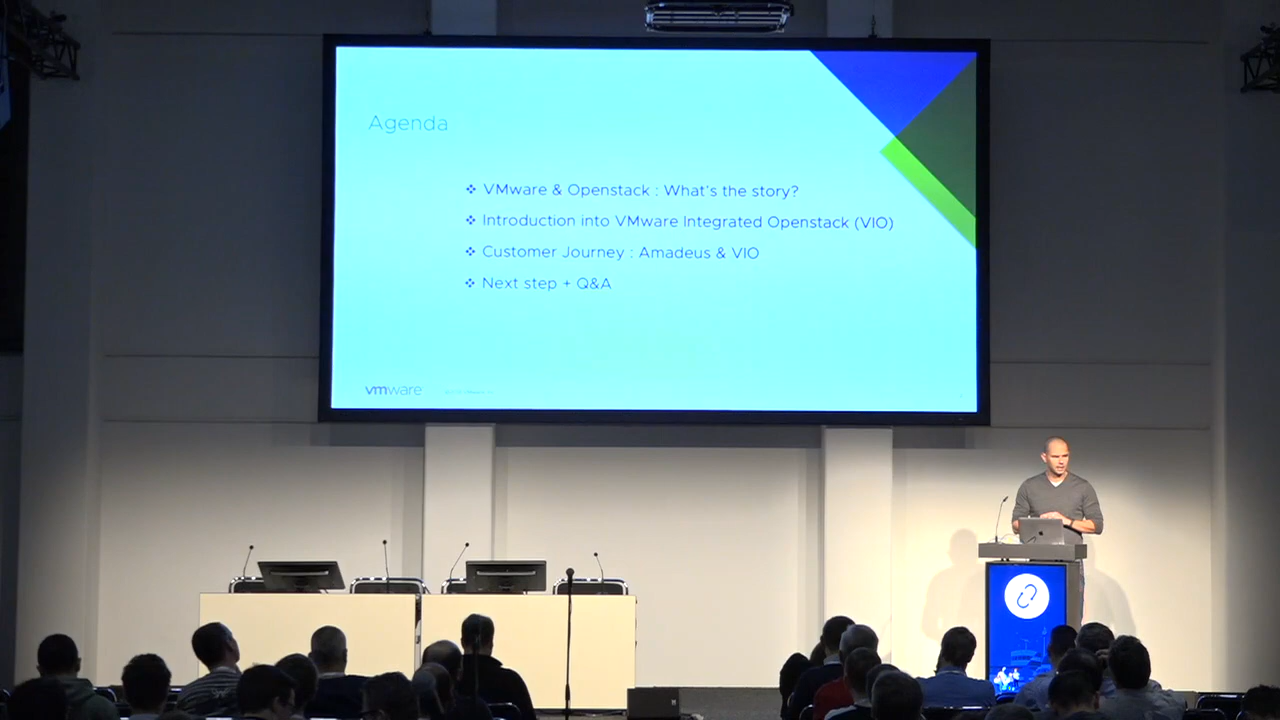 Agenda
❖ VMware & Openstack : What's the story?
❖ Introduction into VMware Integrated Openstack (VIO)
❖ Customer Journey : Amadeus & VIO
❖ Next step + Q&A
vmware